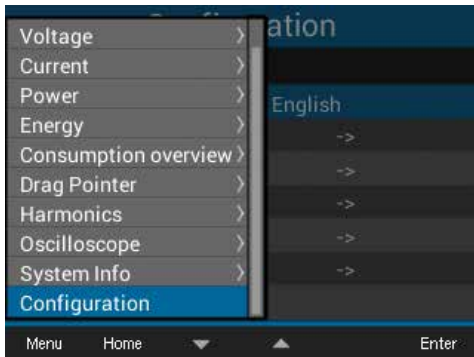 ation
Voltage >
Current >
Power >
English
Energy >
->
Consumption overview >
->
Drag Pointer >
->
Harmonics >
->
Oscilloscope >
->
System Info >
Configuration
Menu Home Enter